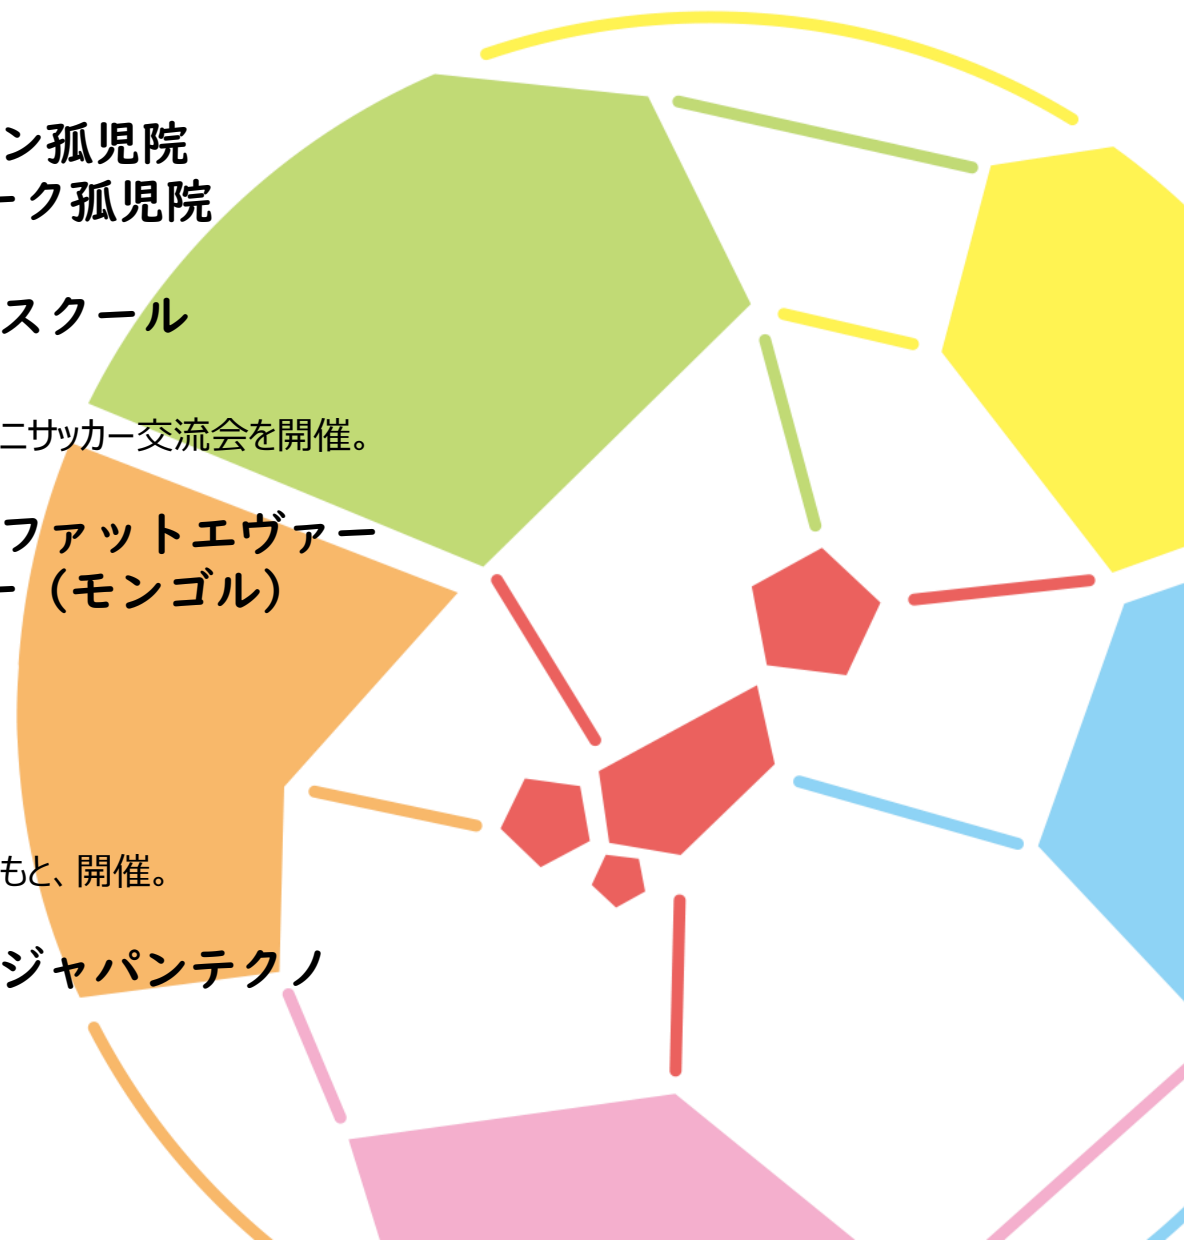 ン孤児院
ーク孤児院
スクール
ニサッカー交流会を開催。
ファットエヴァー
ー（モンゴル）
もと、開催。
ジャパンテクノ